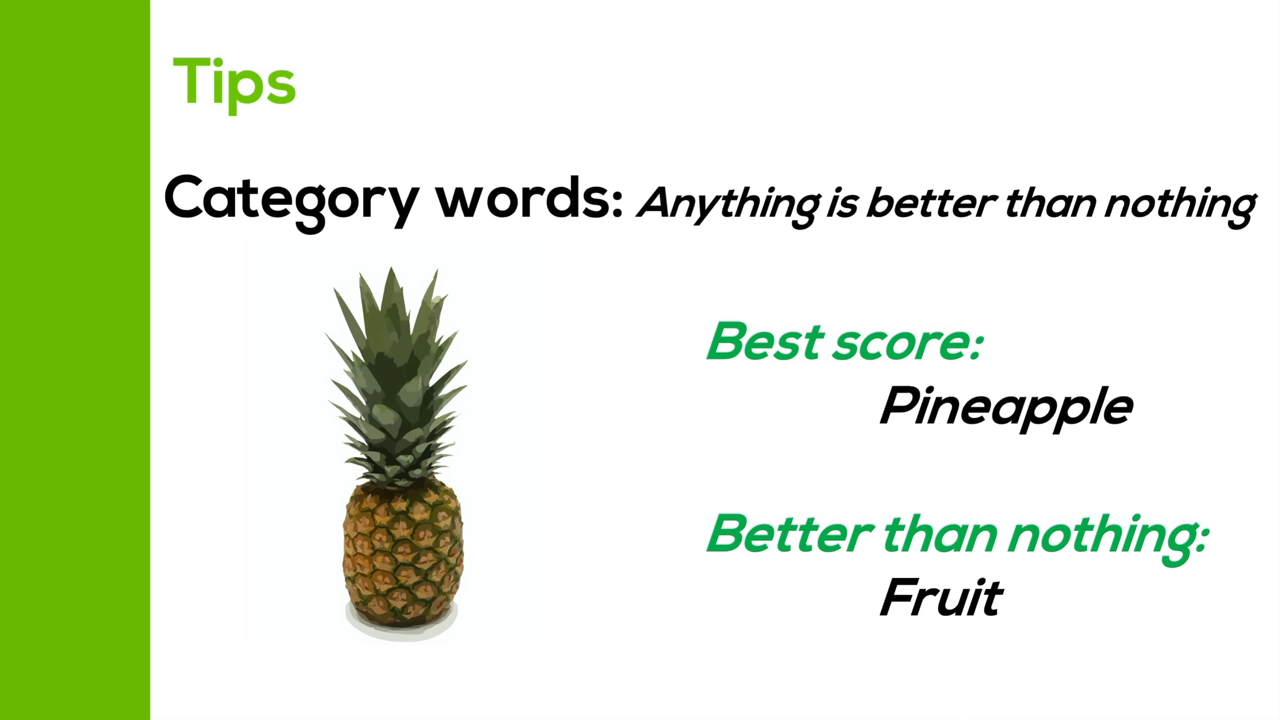 Tips
Category words: Anything is better than nothing
Best score:
Pineapple
Better than nothing:
Fruit